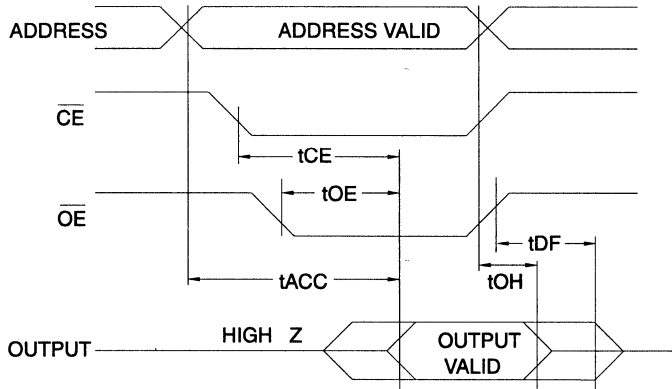 ADDRESS
ADDRESS VALID
CE
tCE
tOE
OE
tDF
tACC
tOH
HIGH Z
OUTPUT
OUTPUT
VALID